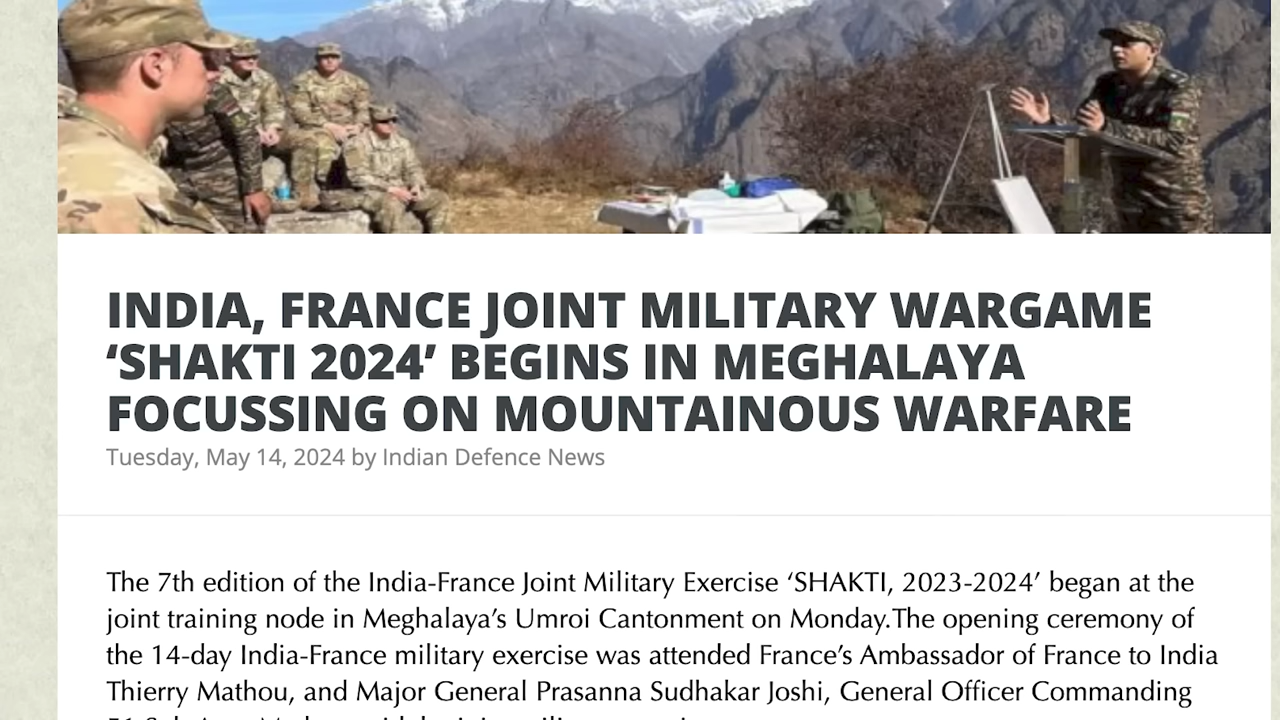 INDIA, FRANCE JOINT MILITARY WARGAME
‘SHAKTI 2024’ BEGINS IN MEGHALAYA
FOCUSSING ON MOUNTAINOUS WARFARE
Tuesday, May 14, 2024 by Indian Defence News
The 7th edition of the India-France Joint Military Exercise ‘SHAKTI, 2023-2024’ began at the
joint training node in Meghalaya’s Umroi Cantonment on Monday.The opening ceremony of
the 14-day India-France military exercise was attended France’s Ambassador of France to India
Thierry Mathou, and Major General Prasanna Sudhakar Joshi, General Officer Commanding